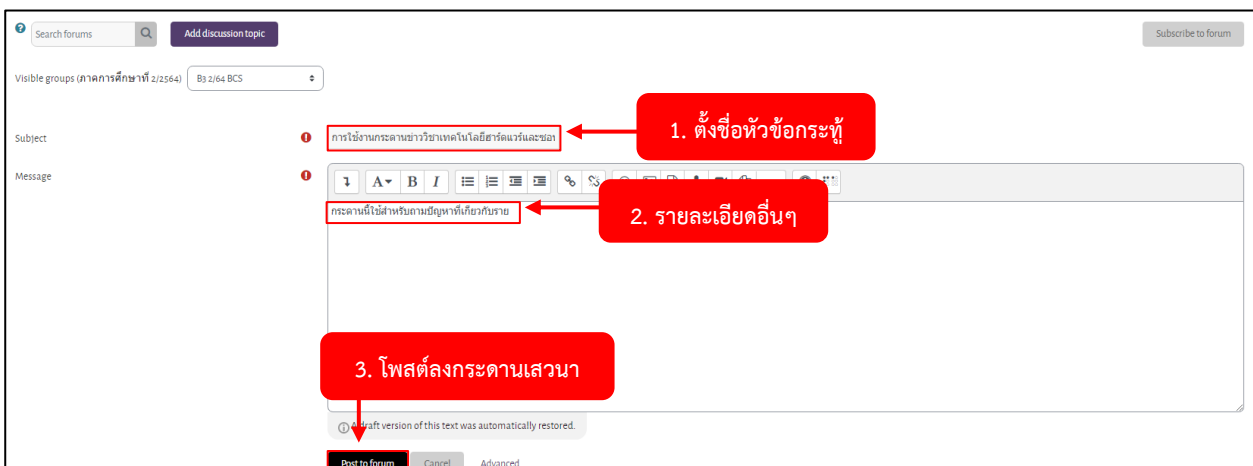 Search forums
Add discussion topic
Subscribe to forum
Visible groups (ภาคการศึกษาที่ 2/2564)
B3 2/64 BCS
Subject
การใช้งานกระดานข่าววิชาเทคโนโลยีฮาร์ดแวร์และซอฟ
1. ตั้งชื่อหัวข้อกระทู้
Message
A B I
กระดานนี้ใช้สำหรับถามปัญหาที่เกี่ยวกับราย
2. รายละเอียดอื่นๆ
3. โพสต์ลงกระดานเสวนา
A draft version of this text was automatically restored.
Post to forum
Cancel
Advanced